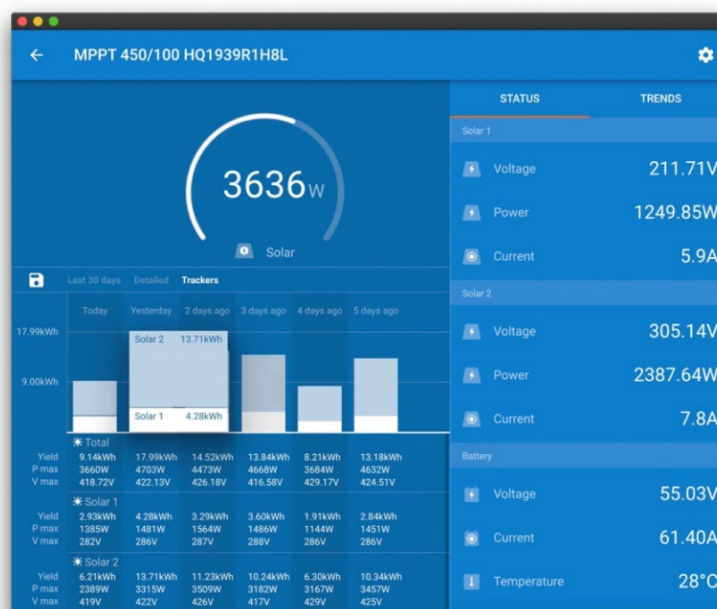 MPPT 450/100 HQ1939R1H8L
3636W
Solar
Last 30 days Detailed Trackers
Today Yesterday 2 days ago 3 days ago 4 days ago 5 days ago
17.99kWh
Solar 2 13.71kWh
9.00kWh
Solar 1 4.28kWh
Total
Yield 9.14kWh 17.99kWh 14.52kWh 13.84kWh 8.21kWh 13.18kWh
P max 3660W 4703W 4473W 4668W 3684W 4632W
V max 418.72V 422.13V 426.18V 416.58V 429.17V 424.51V
Solar 1
Yield 2.93kWh 4.28kWh 3.29kWh 3.60kWh 1.91kWh 2.84kWh
P max 1385W 1481W 1564W 1486W 1144W 1451W
V max 282V 286V 287V 288V 286V 286V
Solar 2
Yield 6.21kWh 13.71kWh 11.23kWh 10.24kWh 6.30kWh 10.34kWh
P max 2389W 3315W 3509W 3182W 3167W 3457W
V max 419V 422V 426V 417V 429V 425V
STATUS TRENDS
Solar 1
Voltage 211.71V
Power 1249.85W
Current 5.9A
Solar 2
Voltage 305.14V
Power 2387.64W
Current 7.8A
Battery
Voltage 55.03V
Current 61.40A
Temperature 28°C